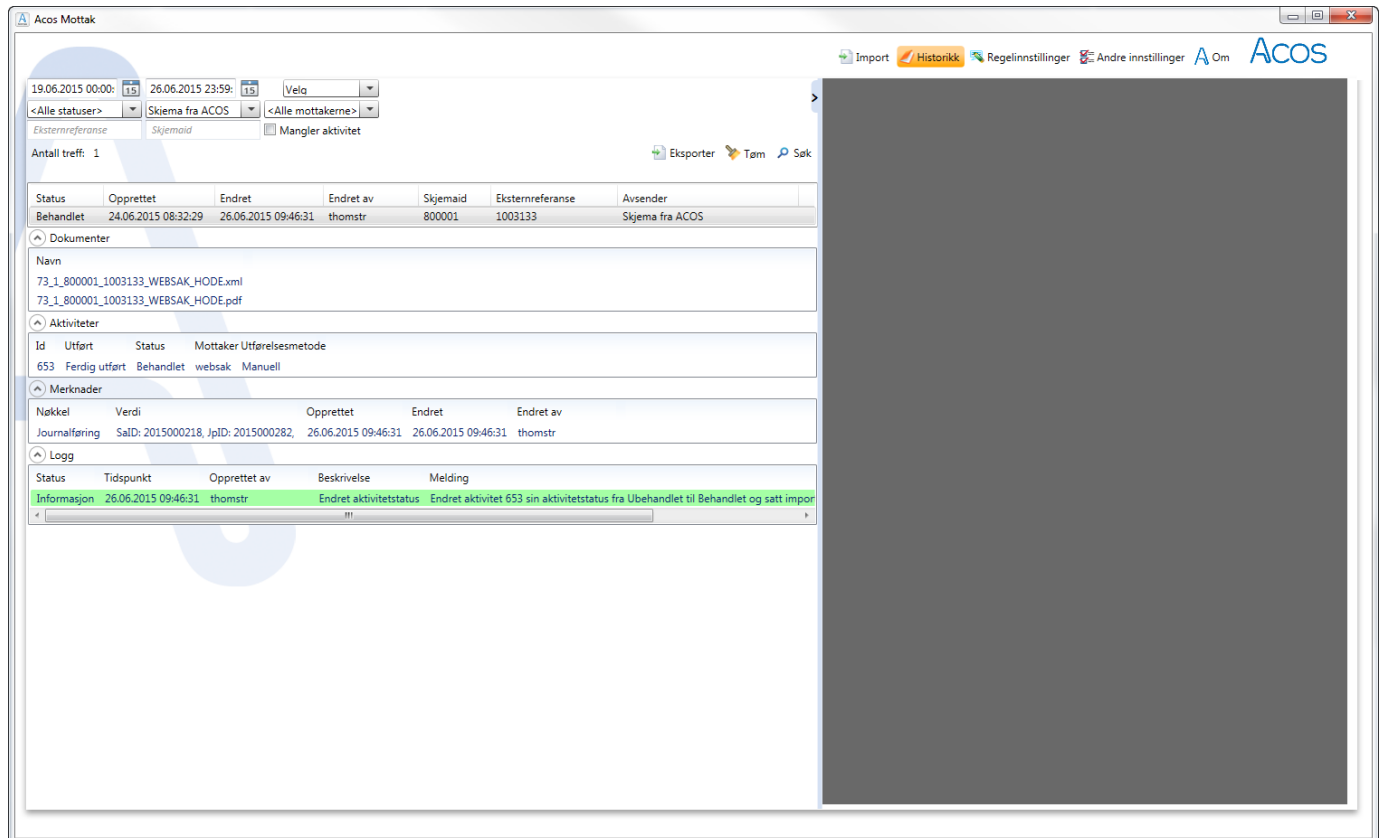 Acos Mottak
Import Historikk Regelinnstillinger Andre innstillinger Om Acos
19.06.2015 00:00: 15 26.06.2015 23:59: 15 Velg
<Alle statuser> Skjema fra ACOS <Alle mottakerne>
Eksternreferanse Skjemaid Mangler aktivitet
Antall treff: 1 Eksporter Tøm Søk
Status Opprettet Endret Endret av Skjemaid Eksternreferanse Avsender
Behandlet 24.06.2015 08:32:29 26.06.2015 09:46:31 thomstr 800001 1003133 Skjema fra ACOS
Dokumenter
Navn
73_1_800001_1003133_WEBSAK_HODE.xml
73_1_800001_1003133_WEBSAK_HODE.pdf
Aktiviteter
Id Utført Status Mottaker Utførelsesmetode
653 Ferdig utført Behandlet websak Manuell
Merknader
Nøkkel Verdi Opprettet Endret Endret av
Journalføring SaID: 2015000218, JpID: 2015000282, 26.06.2015 09:46:31 26.06.2015 09:46:31 thomstr
Logg
Status Tidspunkt Opprettet av Beskrivelse Melding
Informasjon 26.06.2015 09:46:31 thomstr Endret aktivitetstatus Endret aktivitet 653 sin aktivitetstatus fra Ubehandlet til Behandlet og satt impor